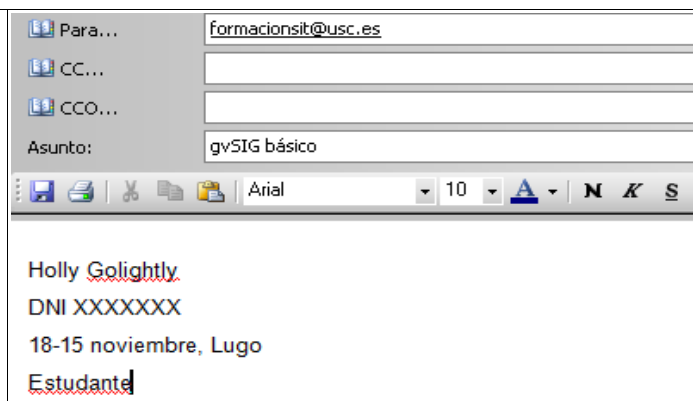 Para... formacionsit@usc.es
CC...
CCO...
Asunto: gvSIG básico
Arial 10 A N K S
Holly Golightly
DNI XXXXXXX
18-15 noviembre, Lugo
Estudante